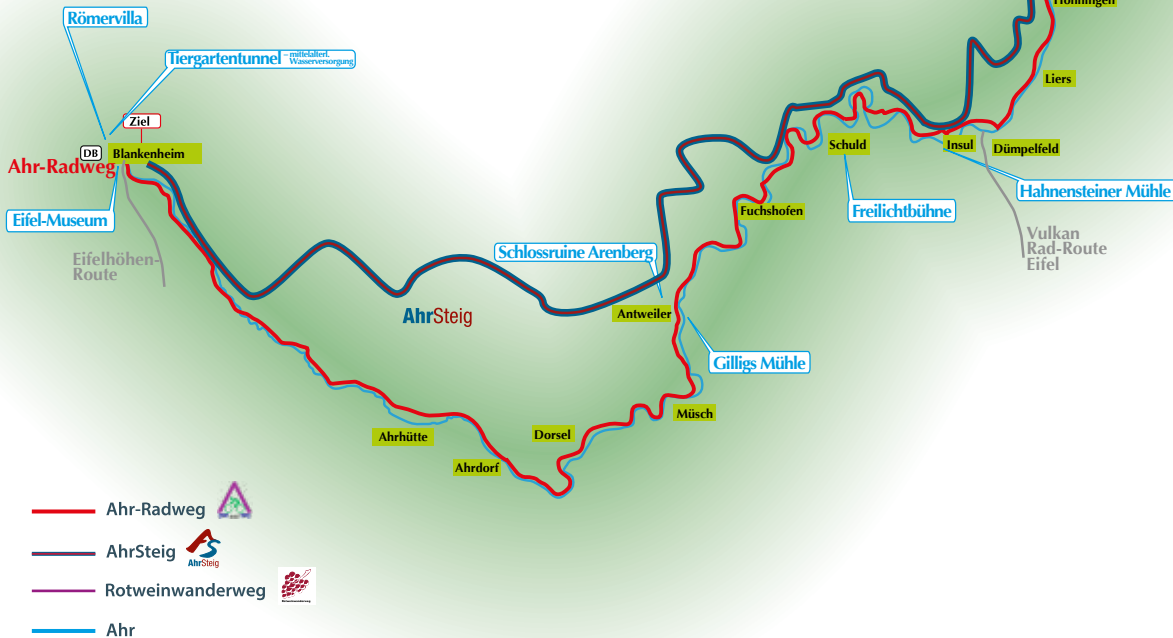 Hönningen
Römervilla
Tiergartentunnel – mittelalterl.
Wasserversorgung
Liers
Ziel
DB
Blankenheim
Schuld
Insul
Dümpelfeld
Ahr-Radweg
Hahnensteiner Mühle
Eifel-Museum
Fuchshofen
Freilichtbühne
Vulkan
Rad-Route
Eifel
Eifelhöhen-
Route
Schlossruine Arenberg
AhrSteig
Antweiler
Gilligs Mühle
Müsch
Dorsel
Ahrhütte
Ahrdorf
Ahr-Radweg
AhrSteig
AhrSteig
Rotweinwanderweg
Ahr